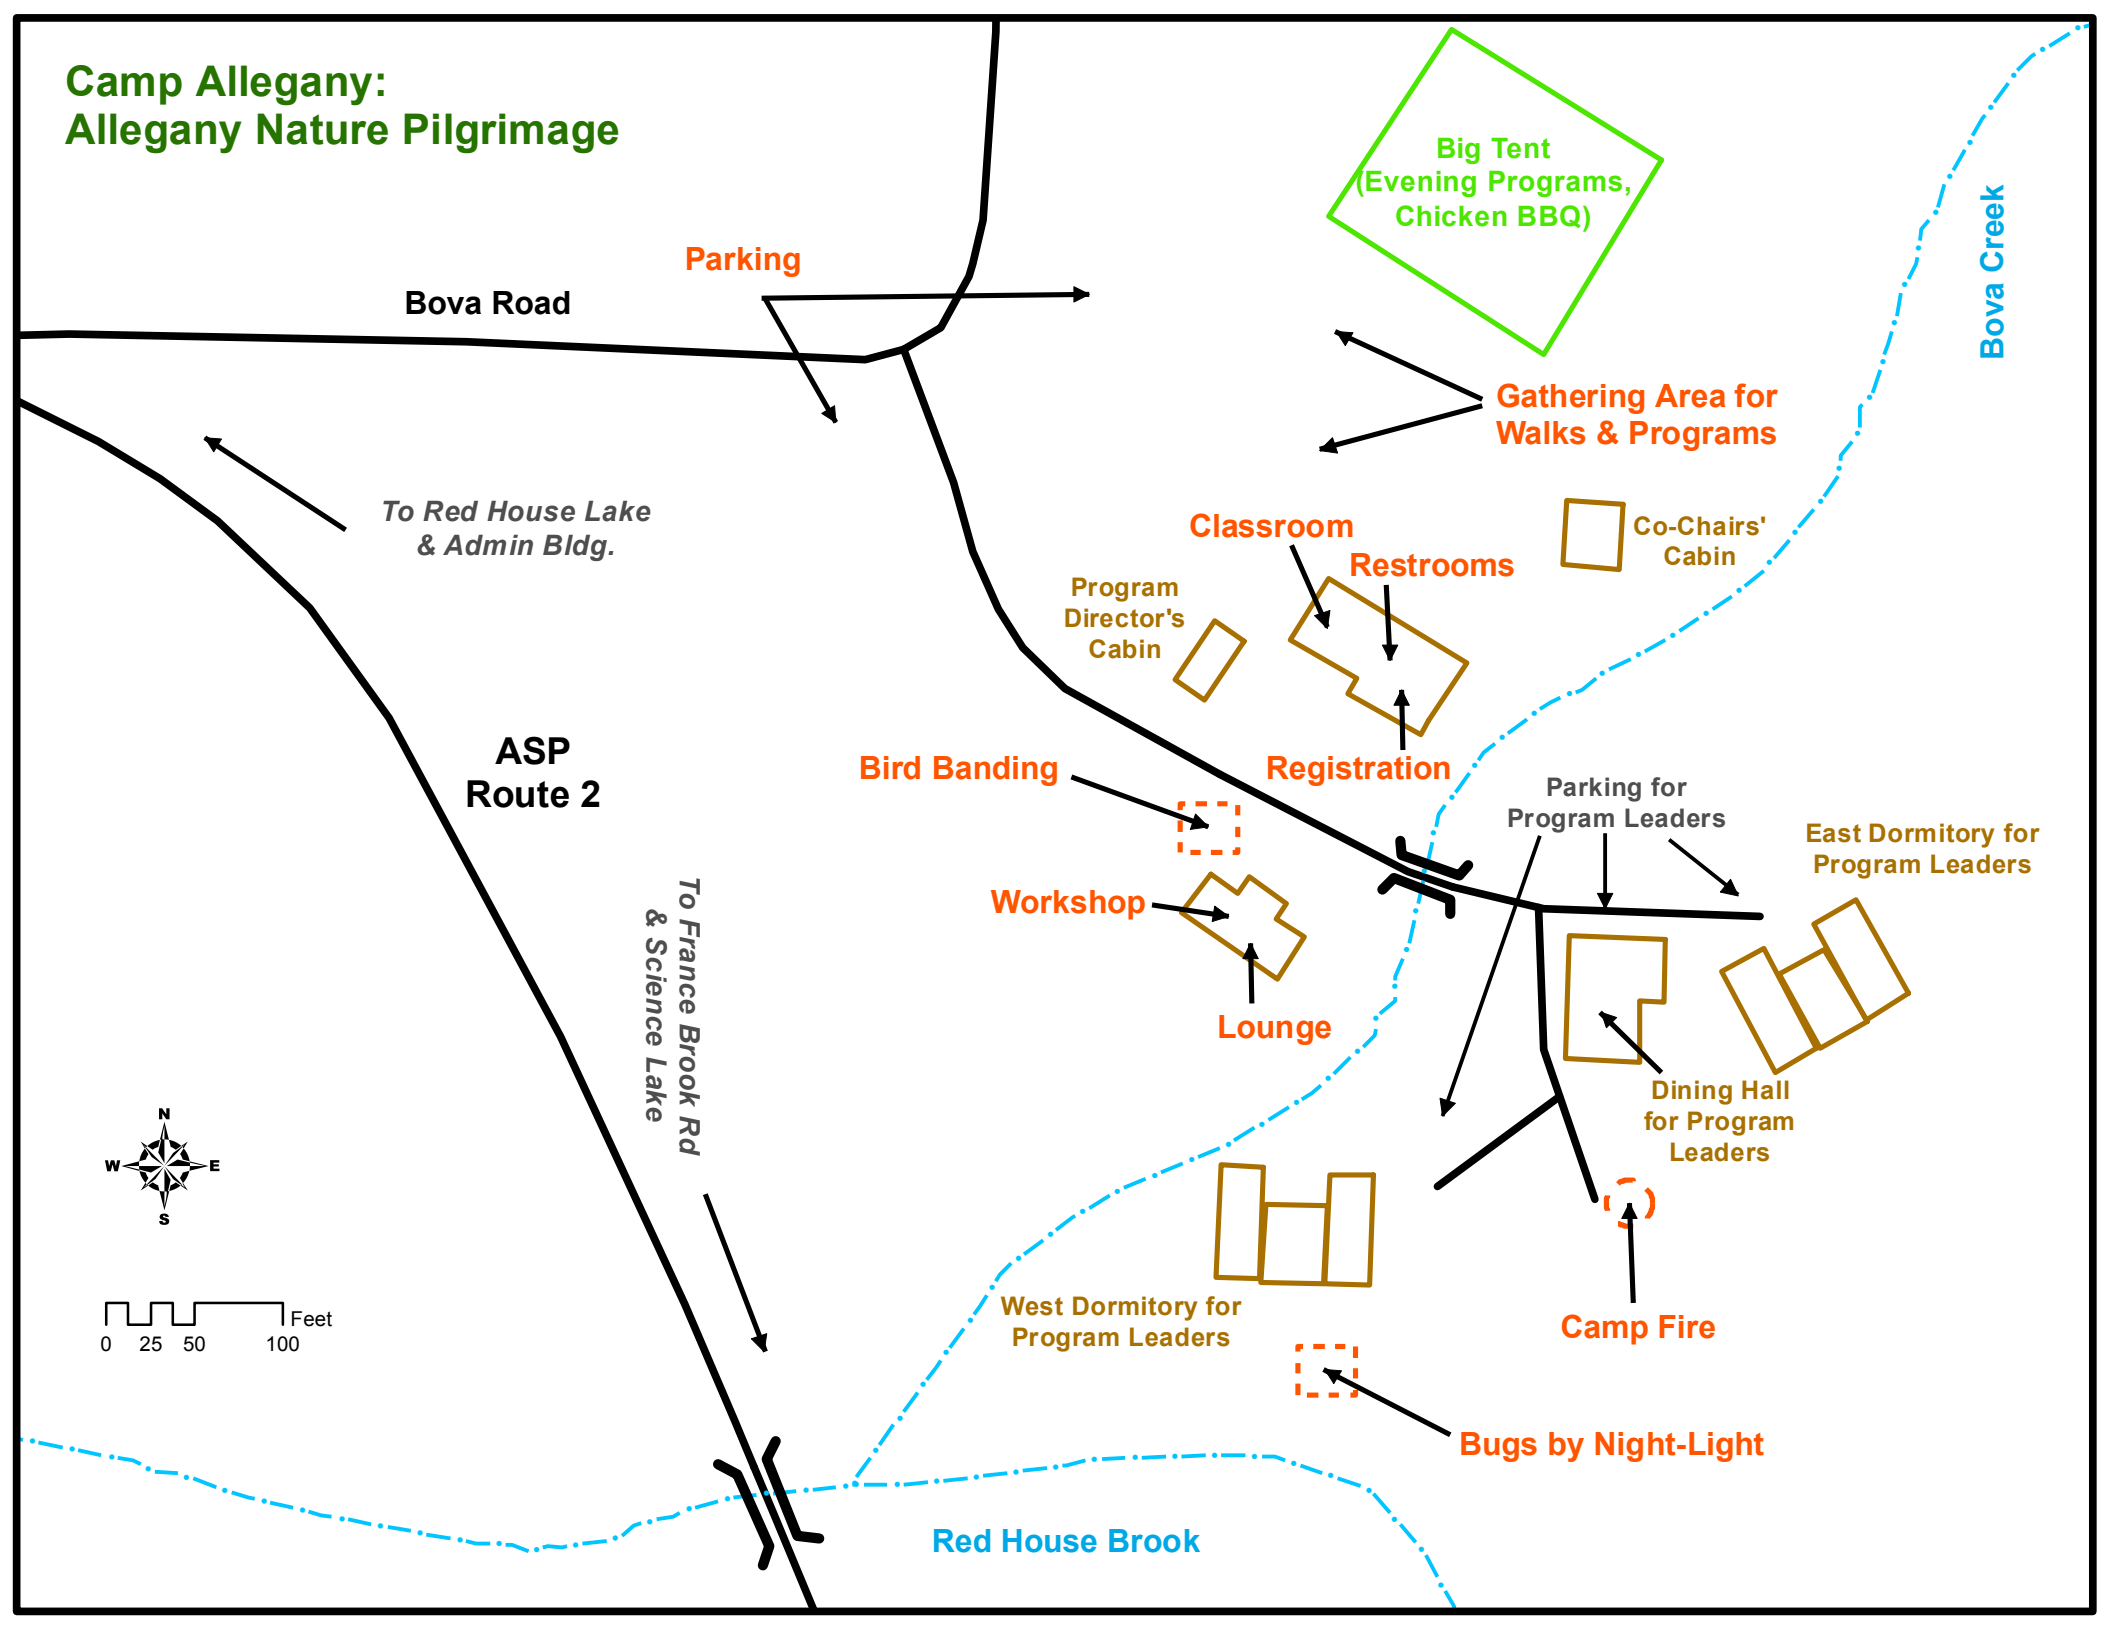 Camp Allegany:
Allegany Nature Pilgrimage
Big Tent
(Evening Programs,
Chicken BBQ)
Bova Creek
Parking
Bova Road
Gathering Area for
Walks & Programs
To Red House Lake
& Admin Bldg.
Classroom
Restrooms
Co-Chairs'
Cabin
Program
Director's
Cabin
ASP
Route 2
Bird Banding
Registration
Parking for
Program Leaders
East Dormitory for
Program Leaders
Workshop
Lounge
To France Brook Rd
& Science Lake
Dining Hall
for Program
Leaders
N
W
E
S
West Dormitory for
Program Leaders
Camp Fire
Feet
0 25 50 100
Bugs by Night-Light
Red House Brook